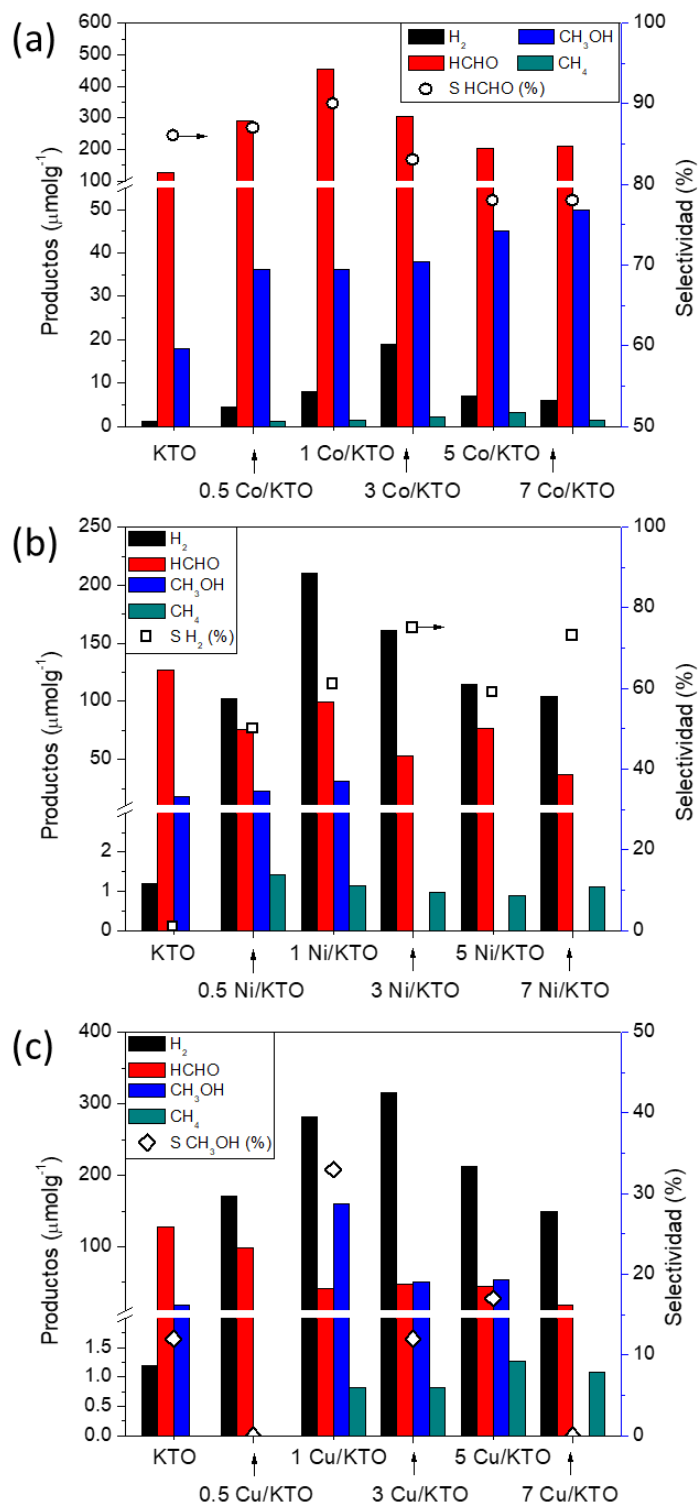 (a)
600
500
400
300
200
100
50
40
30
20
10
0
Productos (μmolg⁻¹)
H₂
CH₃OH
HCHO
CH₄
S HCHO (%)
100
90
80
70
60
50
Selectividad (%)
KTO
1 Co/KTO
5 Co/KTO
0.5 Co/KTO
3 Co/KTO
7 Co/KTO
(b)
250
200
150
100
50
2
1
0
Productos (μmolg⁻¹)
H₂
HCHO
CH₃OH
CH₄
S H₂ (%)
100
80
60
40
20
0
Selectividad (%)
KTO
1 Ni/KTO
5 Ni/KTO
0.5 Ni/KTO
3 Ni/KTO
7 Ni/KTO
(c)
400
300
200
100
1.5
1.0
0.5
0.0
Productos (μmolg⁻¹)
H₂
HCHO
CH₃OH
CH₄
S CH₃OH (%)
50
40
30
20
10
0
Selectividad (%)
KTO
1 Cu/KTO
5 Cu/KTO
0.5 Cu/KTO
3 Cu/KTO
7 Cu/KTO